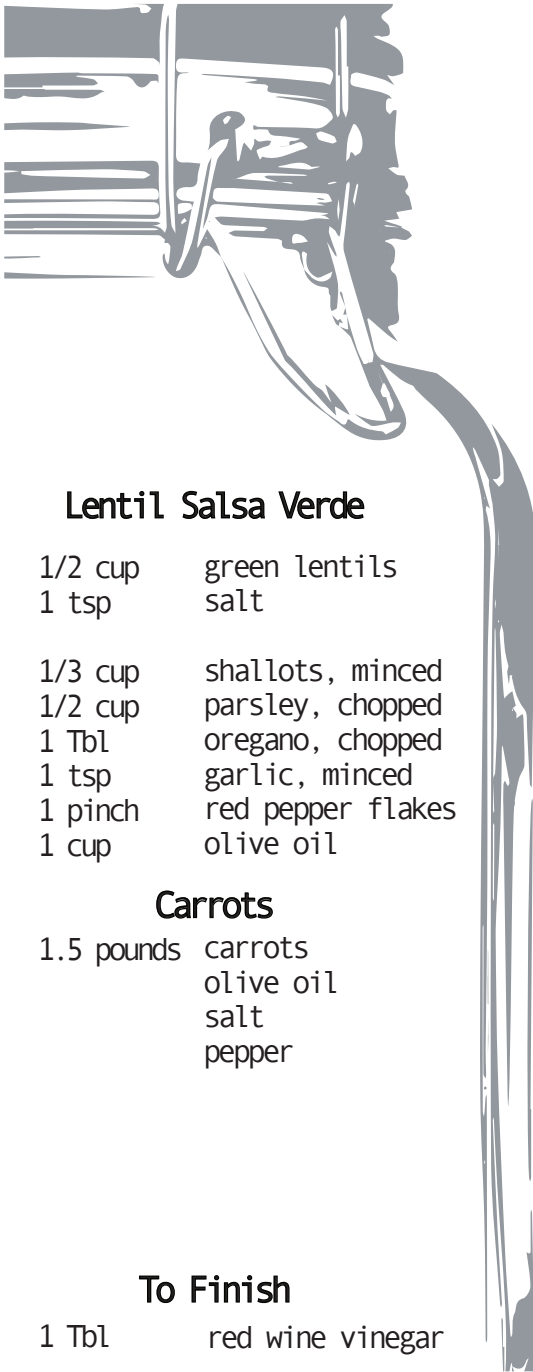 Lentil Salsa Verde
1/2 cup green lentils
1 tsp salt
1/3 cup shallots, minced
1/2 cup parsley, chopped
1 Tbl oregano, chopped
1 tsp garlic, minced
1 pinch red pepper flakes
1 cup olive oil
Carrots
1.5 pounds carrots
olive oil
salt
pepper
To Finish
1 Tbl red wine vinegar